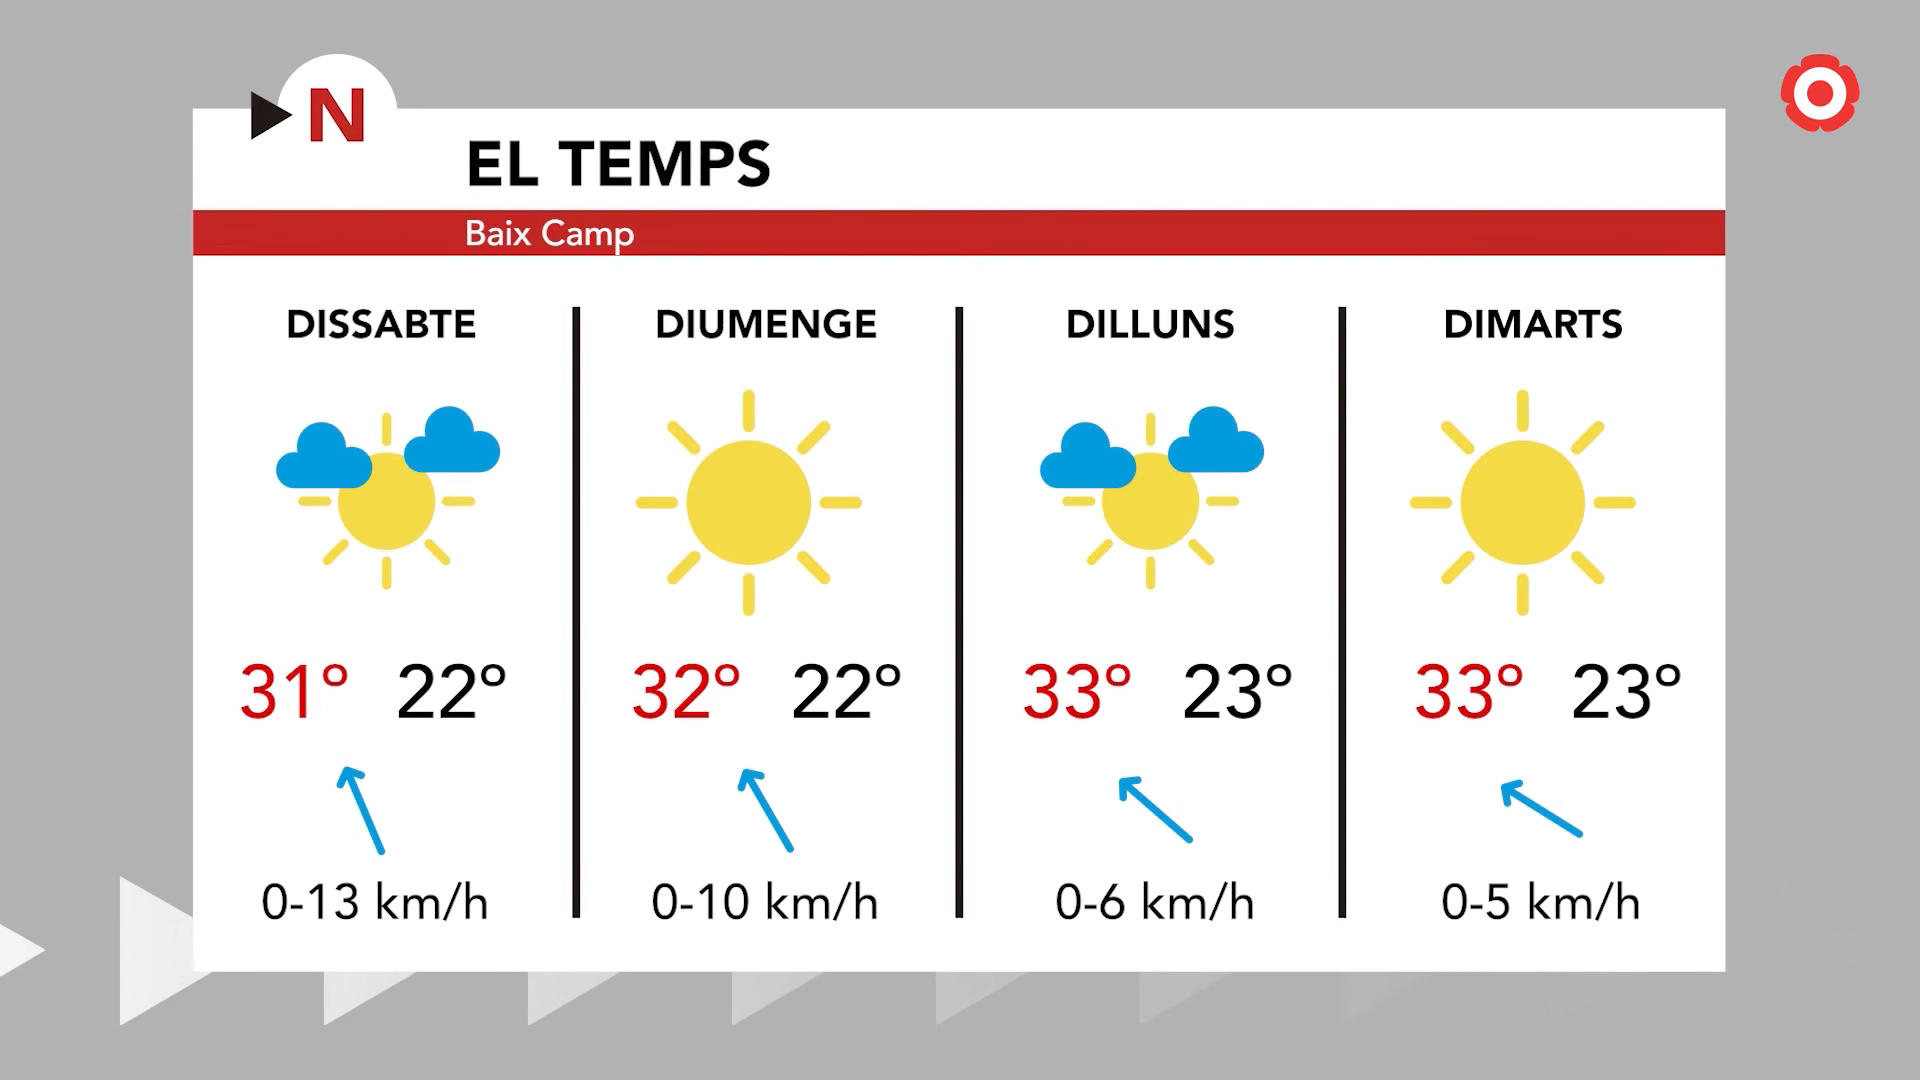 N
EL TEMPS
Baix Camp
DISSABTE
31° 22°
0-13 km/h
DIUMENGE
32° 22°
0-10 km/h
DILLUNS
33° 23°
0-6 km/h
DIMARTS
33° 23°
0-5 km/h